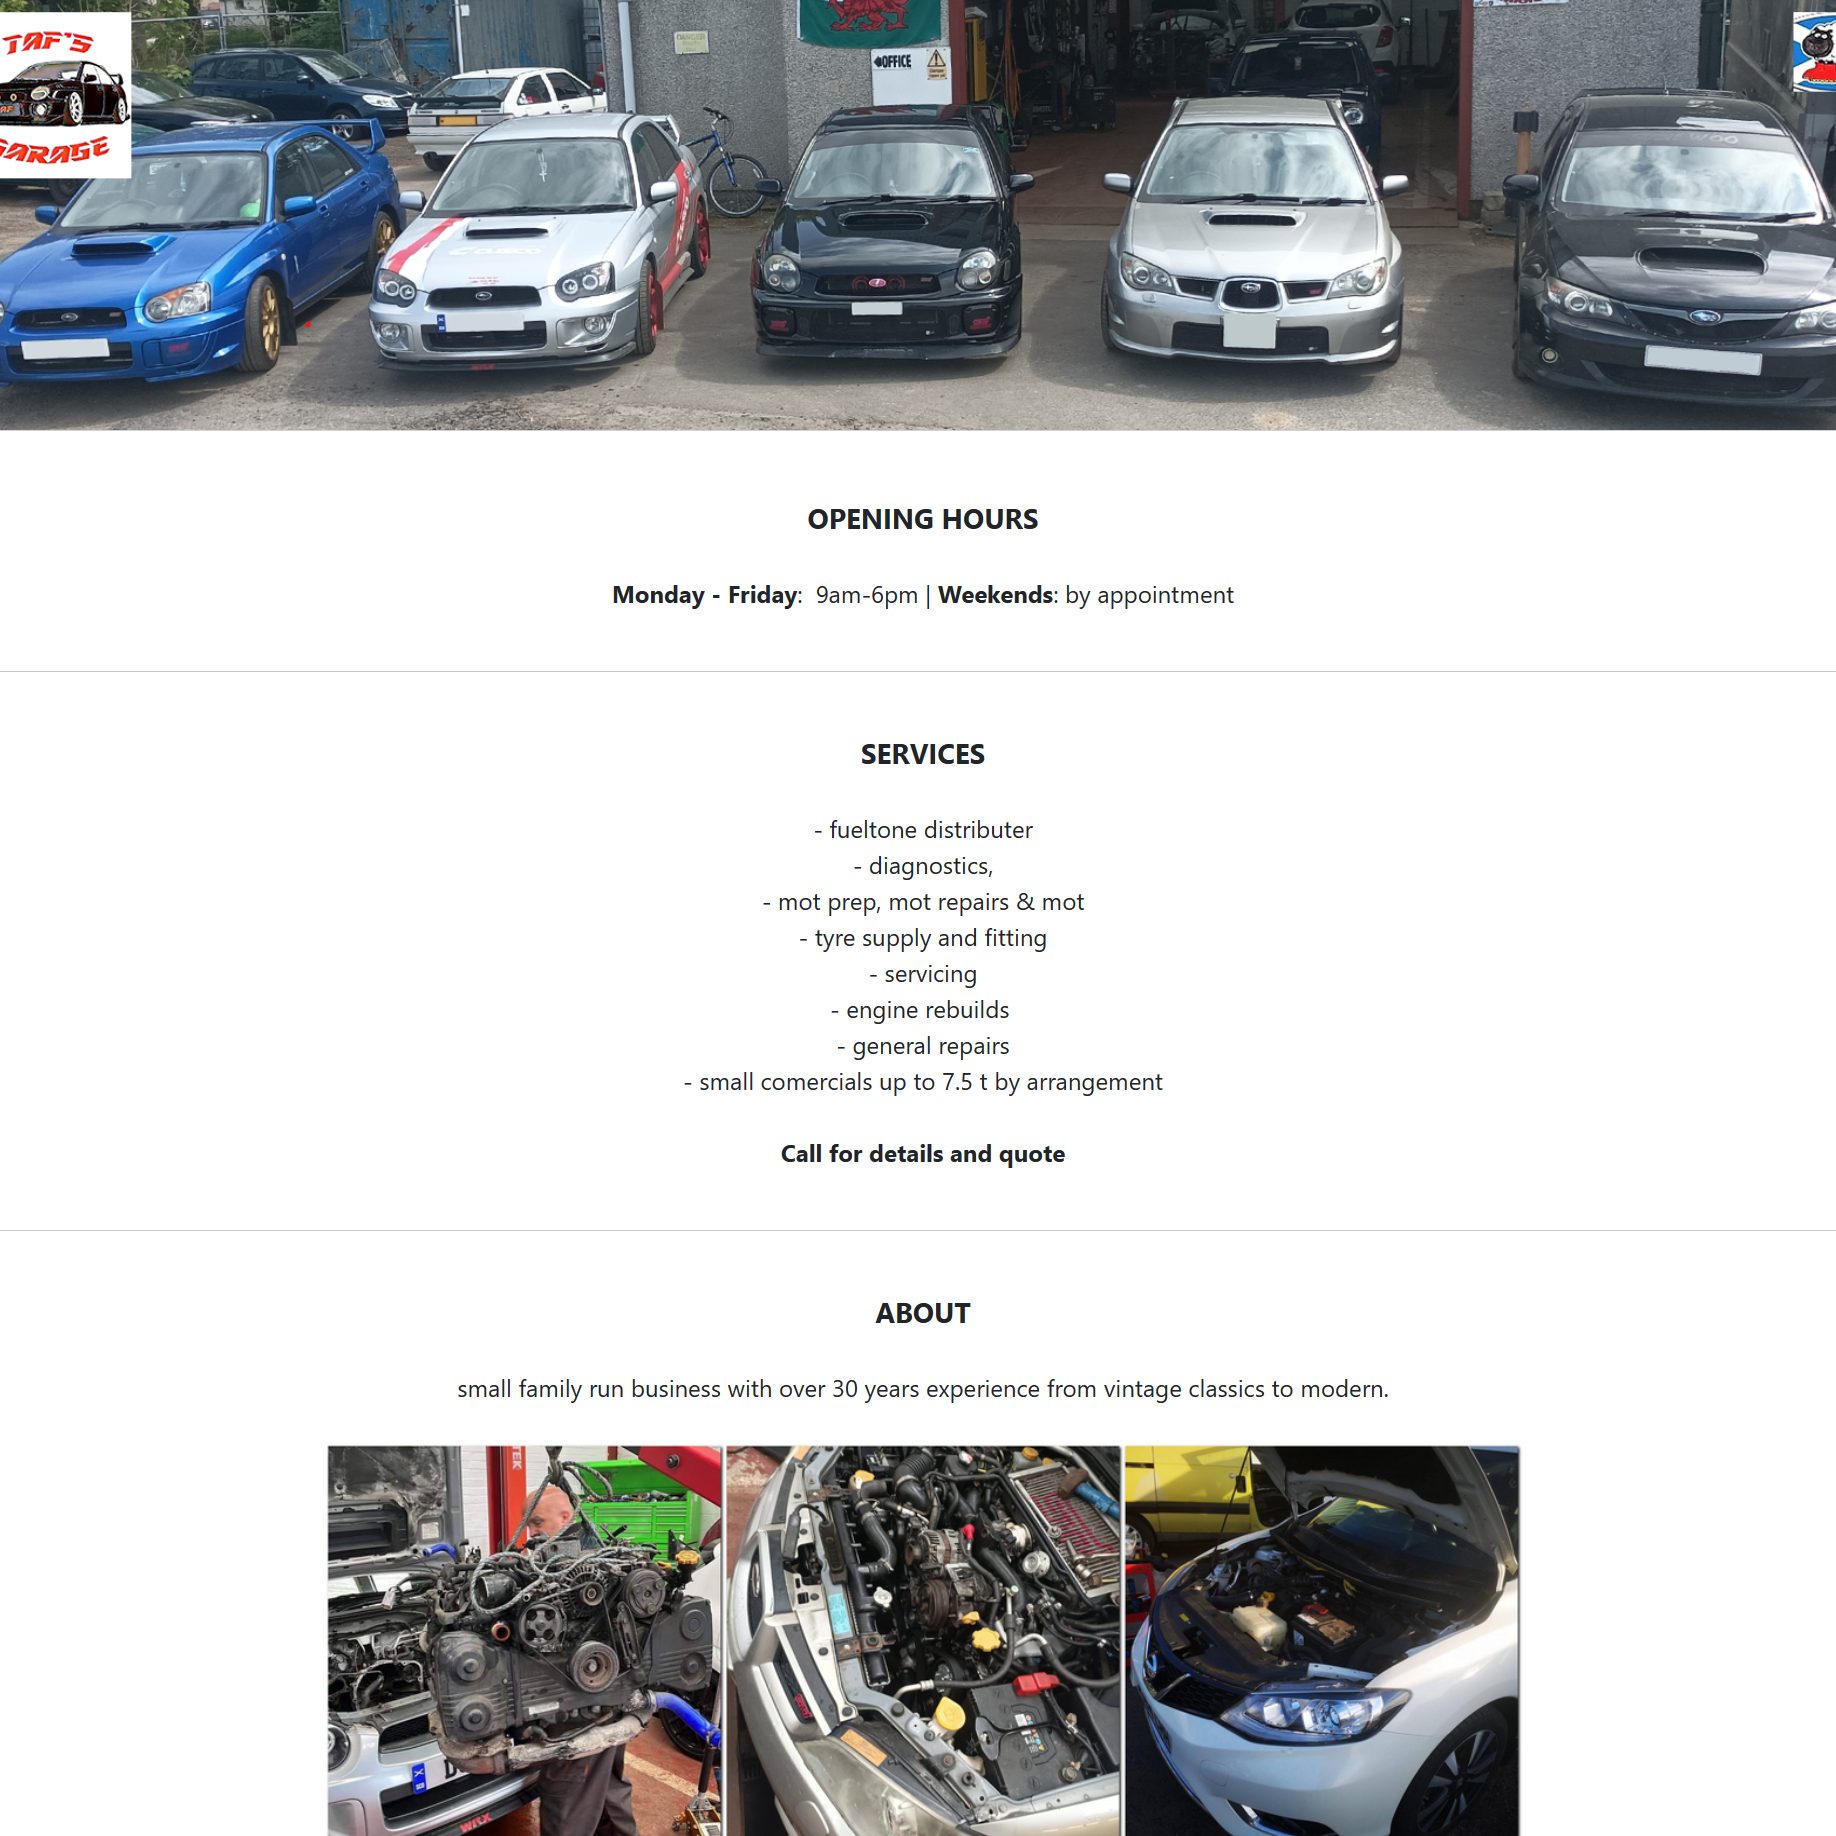 TAF'S
GARAGE
DANGER
OFFICE
OPENING HOURS
Monday - Friday:  9am-6pm | Weekends: by appointment
SERVICES
- fueltone distributer
- diagnostics,
- mot prep, mot repairs & mot
- tyre supply and fitting
- servicing
- engine rebuilds
- general repairs
- small comercials up to 7.5 t by arrangement
Call for details and quote
ABOUT
small family run business with over 30 years experience from vintage classics to modern.
WRX